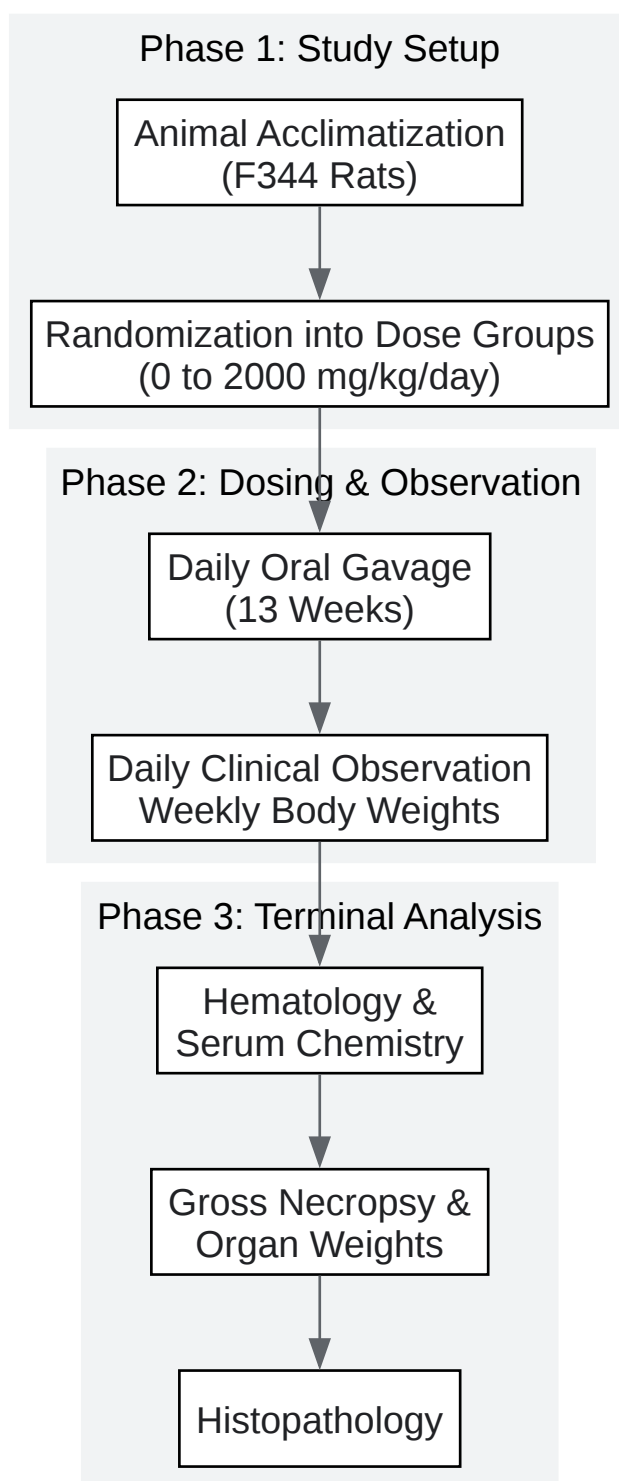 Phase 1: Study Setup
Animal Acclimatization
(F344 Rats)
Randomization into Dose Groups
(0 to 2000 mg/kg/day)
Phase 2: Dosing & Observation
Daily Oral Gavage
(13 Weeks)
Daily Clinical Observation
Weekly Body Weights
Phase 3: Terminal Analysis
Hematology &
Serum Chemistry
Gross Necropsy &
Organ Weights
Histopathology